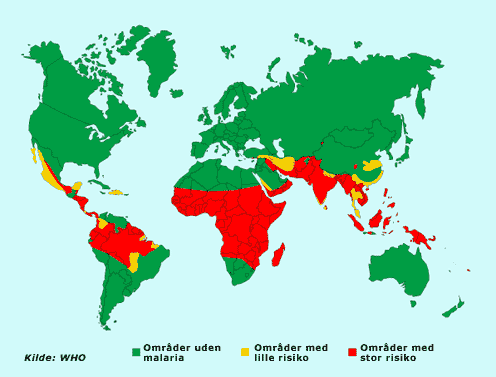 Kilde: WHO
Områder uden
malaria
Områder med
lille risiko
Områder med
stor risiko